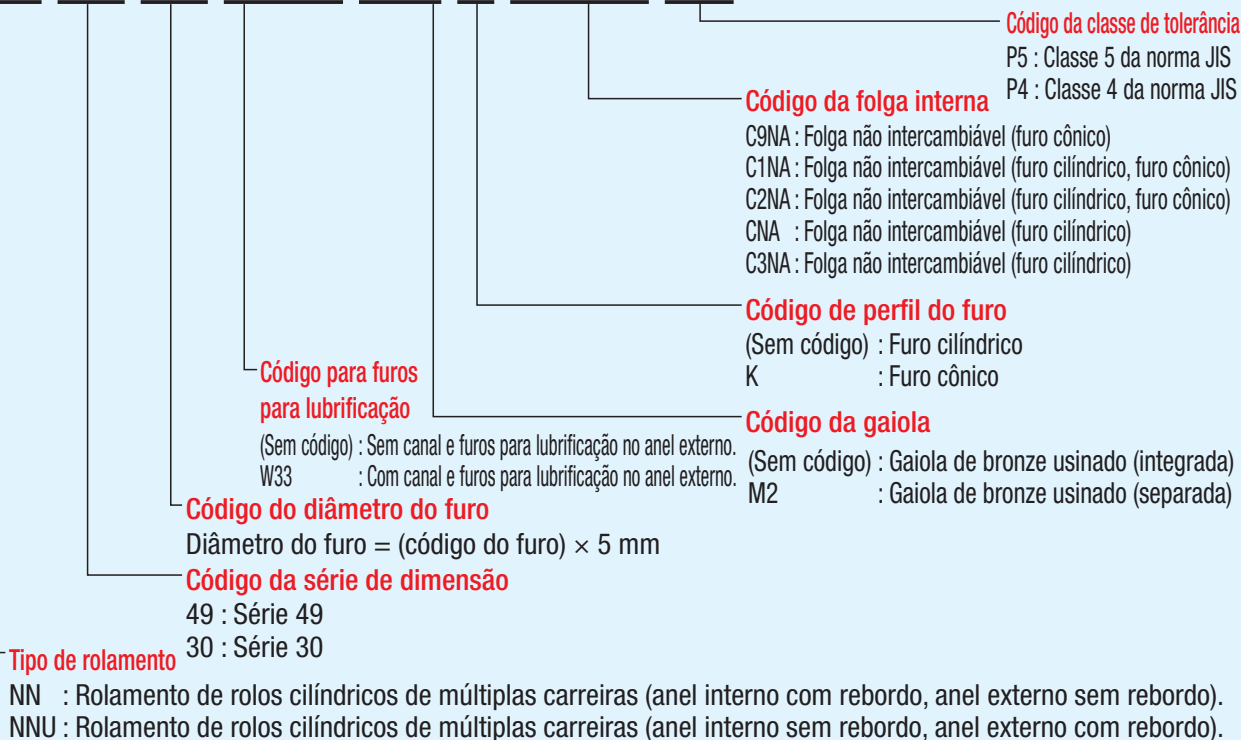 Código da classe de tolerância
P5 : Classe 5 da norma JIS
P4 : Classe 4 da norma JIS
Código da folga interna
C9NA : Folga não intercambiável (furo cônico)
C1NA : Folga não intercambiável (furo cilíndrico, furo cônico)
C2NA : Folga não intercambiável (furo cilíndrico, furo cônico)
CNA : Folga não intercambiável (furo cilíndrico)
C3NA : Folga não intercambiável (furo cilíndrico)
Código de perfil do furo
(Sem código) : Furo cilíndrico
K : Furo cônico
Código da gaiola
(Sem código) : Gaiola de bronze usinado (integrada)
M2 : Gaiola de bronze usinado (separada)
Código para furos
para lubrificação
(Sem código) : Sem canal e furos para lubrificação no anel externo.
W33 : Com canal e furos para lubrificação no anel externo.
Código do diâmetro do furo
Diâmetro do furo = (código do furo) × 5 mm
Código da série de dimensão
49 : Série 49
30 : Série 30
Tipo de rolamento
NN : Rolamento de rolos cilíndricos de múltiplas carreiras (anel interno com rebordo, anel externo sem rebordo).
NNU : Rolamento de rolos cilíndricos de múltiplas carreiras (anel interno sem rebordo, anel externo com rebordo).